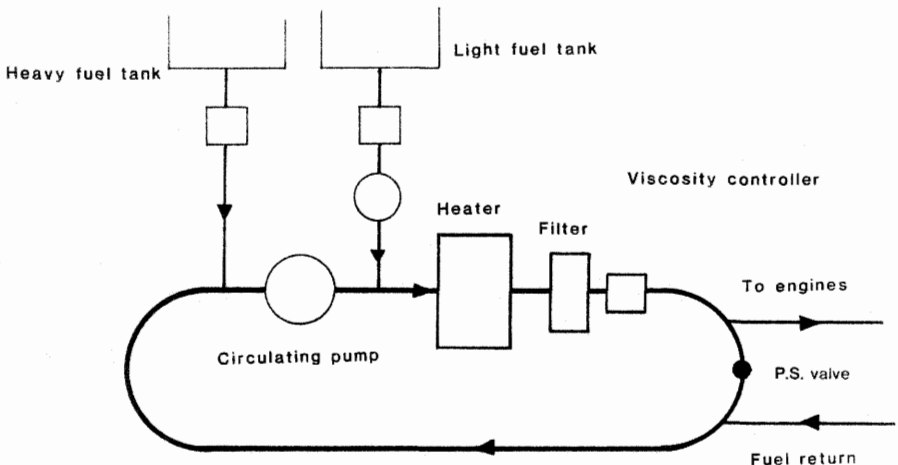 Light fuel tank
Heavy fuel tank
Viscosity controller
Heater
Filter
To engines
Circulating pump
P.S. valve
Fuel return